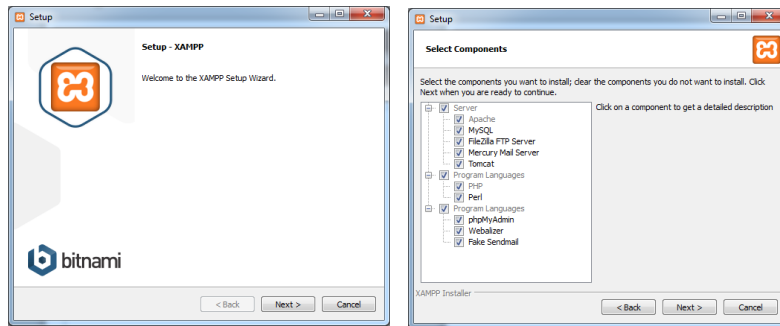 Setup
Setup - XAMPP
Welcome to the XAMPP Setup Wizard.
bitnami
< Back
Next >
Cancel
Setup
Select Components
Select the components you want to install; clear the components you do not want to install. Click
Next when you are ready to continue.
Server
Apache
MySQL
FileZilla FTP Server
Mercury Mail Server
Tomcat
Program Languages
PHP
Perl
Program Languages
phpMyAdmin
Webalizer
Fake Sendmail
Click on a component to get a detailed description
XAMPP Installer
< Back
Next >
Cancel